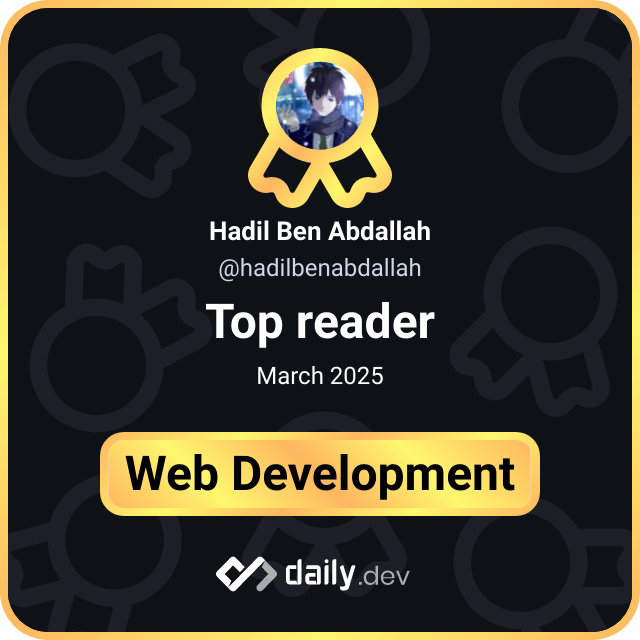 Hadil Ben Abdallah
@hadilbenabdallah
Top reader
March 2025
Web Development
daily.dev